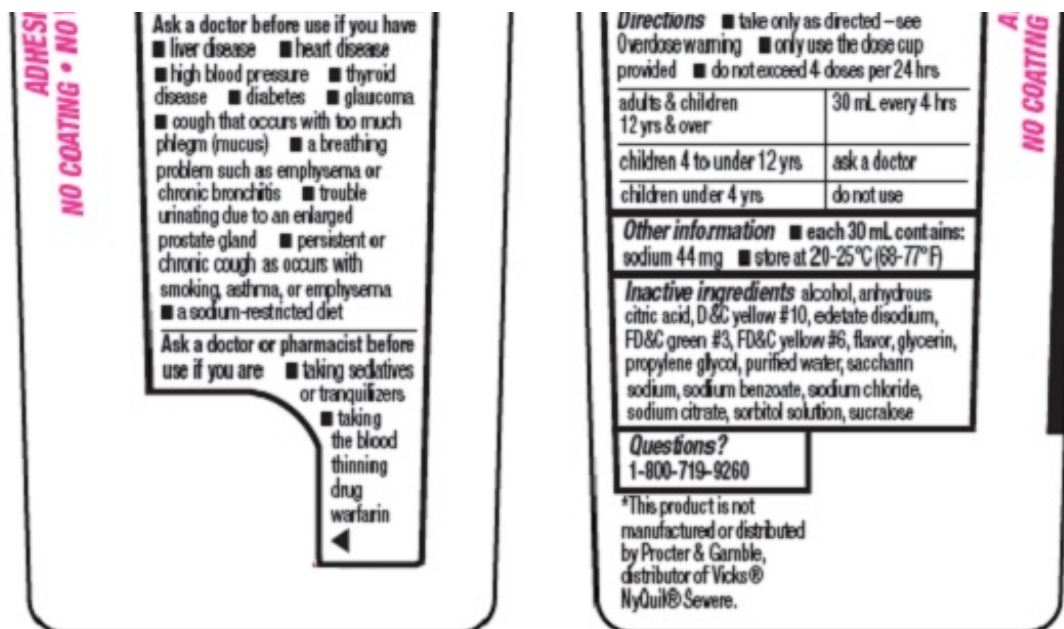 ADHESI
NO COATING • NO
Ask a doctor before use if you have
■ liver disease ■ heart disease
■ high blood pressure ■ thyroid
disease ■ diabetes ■ glaucoma
■ cough that occurs with too much
phlegm (mucus) ■ a breathing
problem such as emphysema or
chronic bronchitis ■ trouble
urinating due to an enlarged
prostate gland ■ persistent or
chronic cough as occurs with
smoking, asthma, or emphysema
■ a sodium-restricted diet
Ask a doctor or pharmacist before
use if you are ■ taking sedatives
or tranquilizers
■ taking
the blood
thinning
drug
warfarin
Directions ■ take only as directed – see
Overdose warning ■ only use the dose cup
provided ■ do not exceed 4 doses per 24 hrs
adults & children 30 mL every 4 hrs
12 yrs & over
children 4 to under 12 yrs ask a doctor
children under 4 yrs do not use
Other information ■ each 30 mL contains:
sodium 44 mg ■ store at 20-25°C (68-77°F)
Inactive ingredients alcohol, anhydrous
citric acid, D&C yellow #10, edetate disodium,
FD&C green #3, FD&C yellow #6, flavor, glycerin,
propylene glycol, purified water, saccharin
sodium, sodium benzoate, sodium chloride,
sodium citrate, sorbitol solution, sucralose
Questions?
1-800-719-9260
*This product is not
manufactured or distributed
by Procter & Gamble,
distributor of Vicks®
NyQuil® Severe.
NO COATING